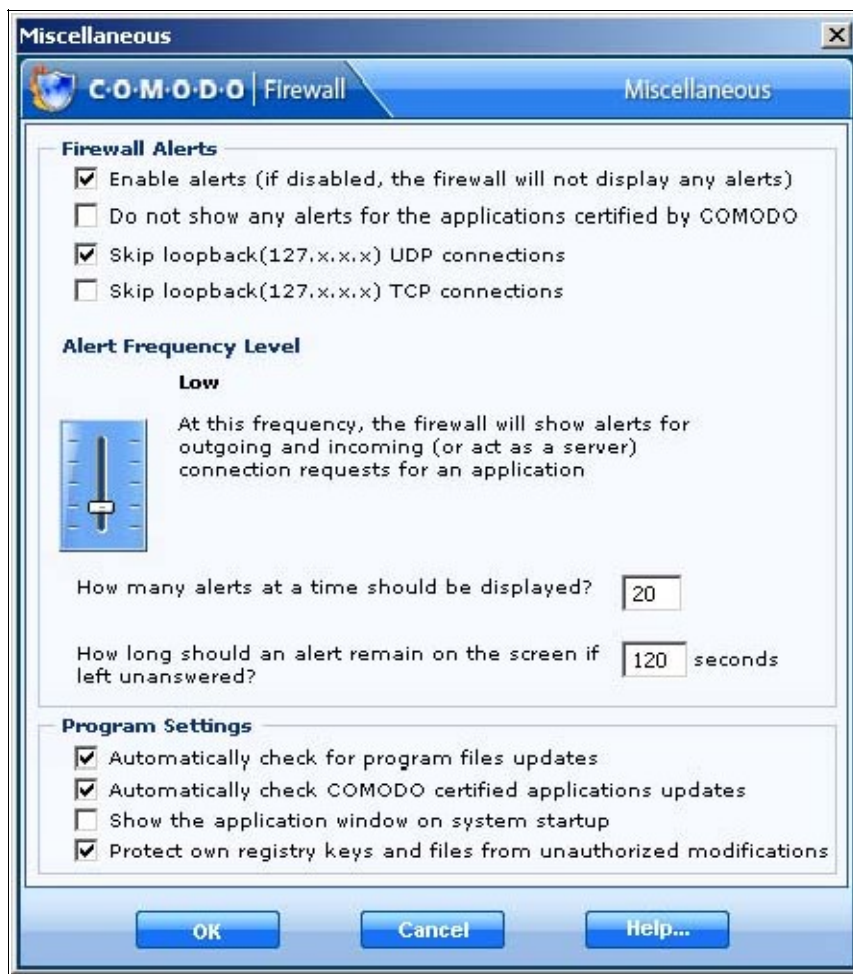 Miscellaneous
C·O·M·O·D·O | Firewall
Miscellaneous
Firewall Alerts
Enable alerts (if disabled, the firewall will not display any alerts)
Do not show any alerts for the applications certified by COMODO
Skip loopback(127.x.x.x) UDP connections
Skip loopback(127.x.x.x) TCP connections
Alert Frequency Level
Low
At this frequency, the firewall will show alerts for
outgoing and incoming (or act as a server)
connection requests for an application
How many alerts at a time should be displayed? 20
How long should an alert remain on the screen if
left unanswered? 120 seconds
Program Settings
Automatically check for program files updates
Automatically check COMODO certified applications updates
Show the application window on system startup
Protect own registry keys and files from unauthorized modifications
OK Cancel Help...